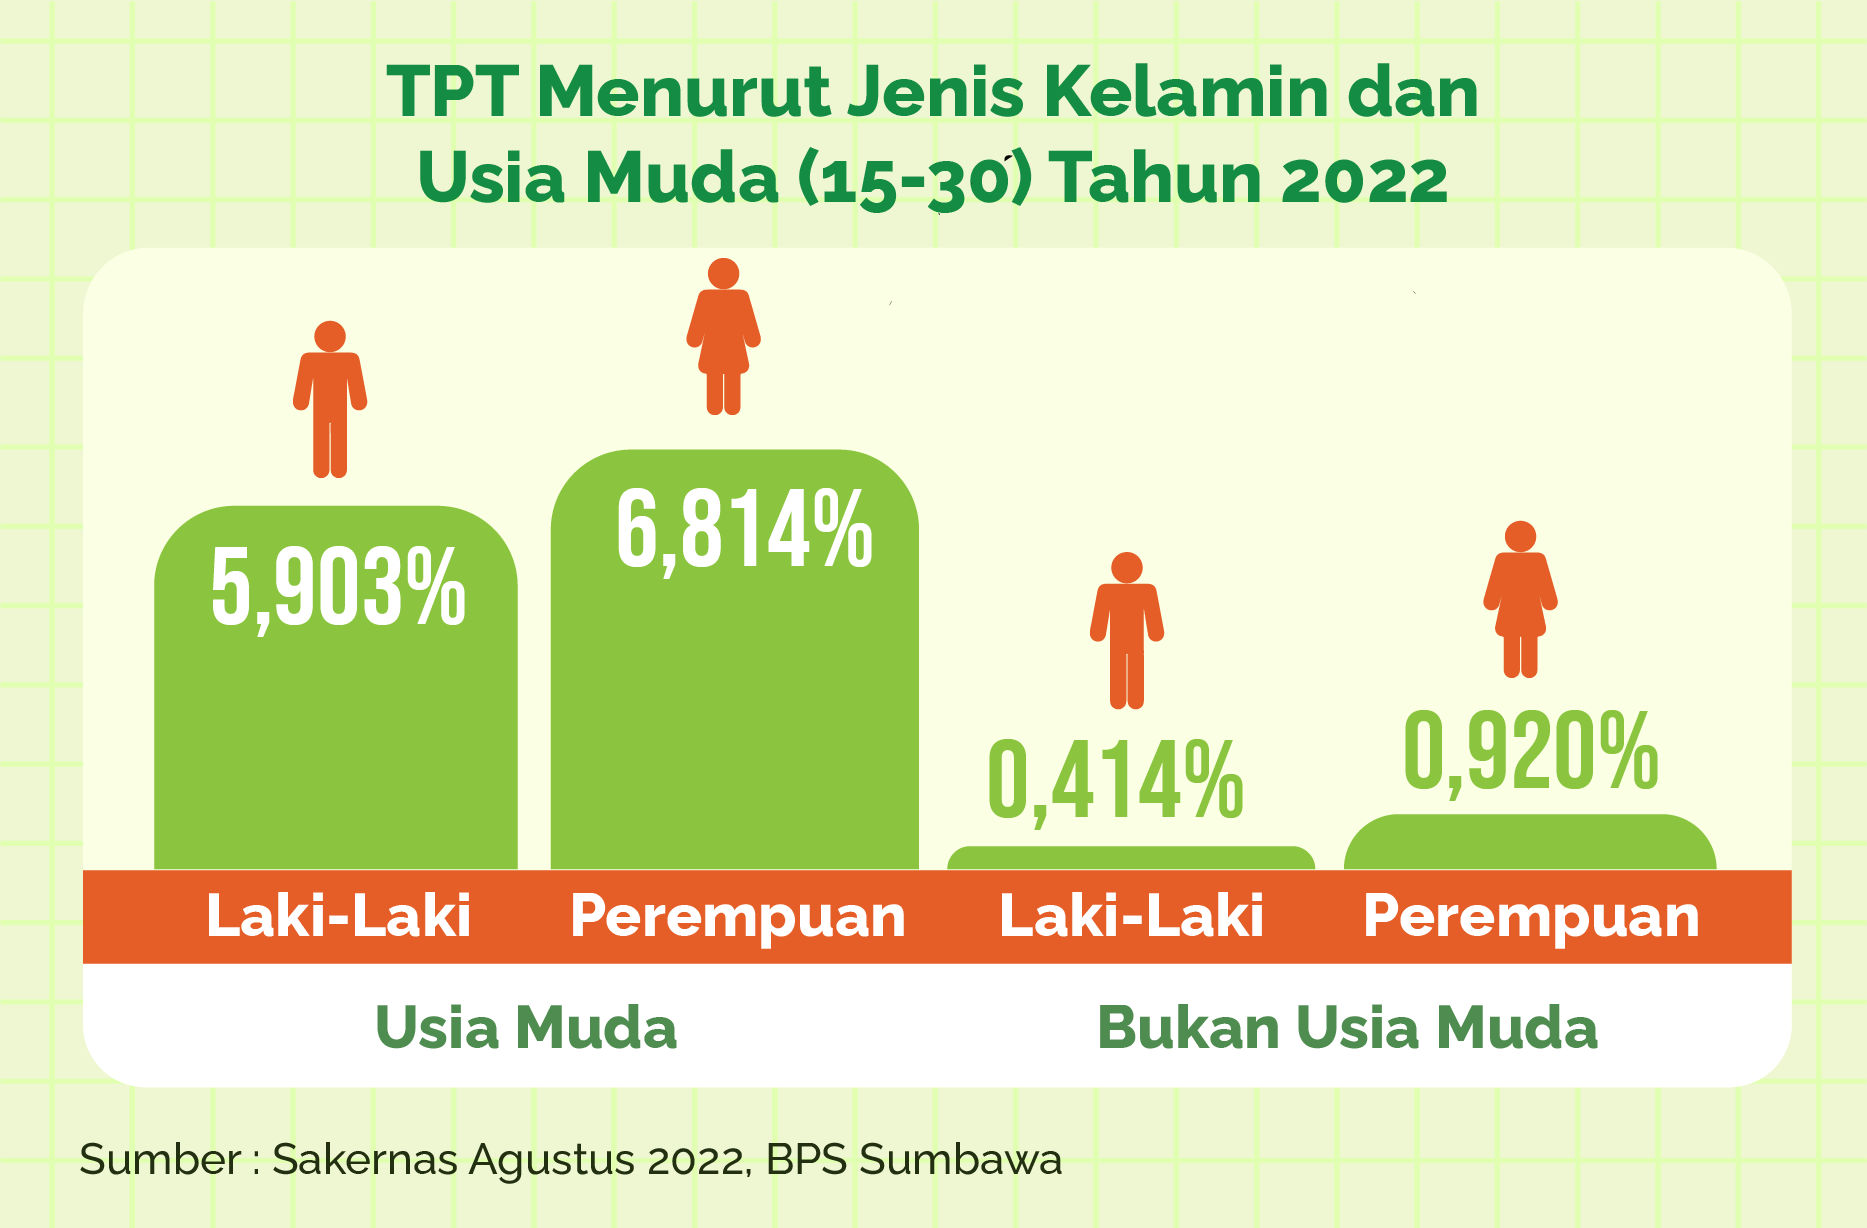 TPT Menurut Jenis Kelamin dan
Usia Muda (15-30) Tahun 2022
5,903%
6,814%
0,414%
0,920%
Laki-Laki Perempuan Laki-Laki Perempuan
Usia Muda Bukan Usia Muda
Sumber : Sakernas Agustus 2022, BPS Sumbawa